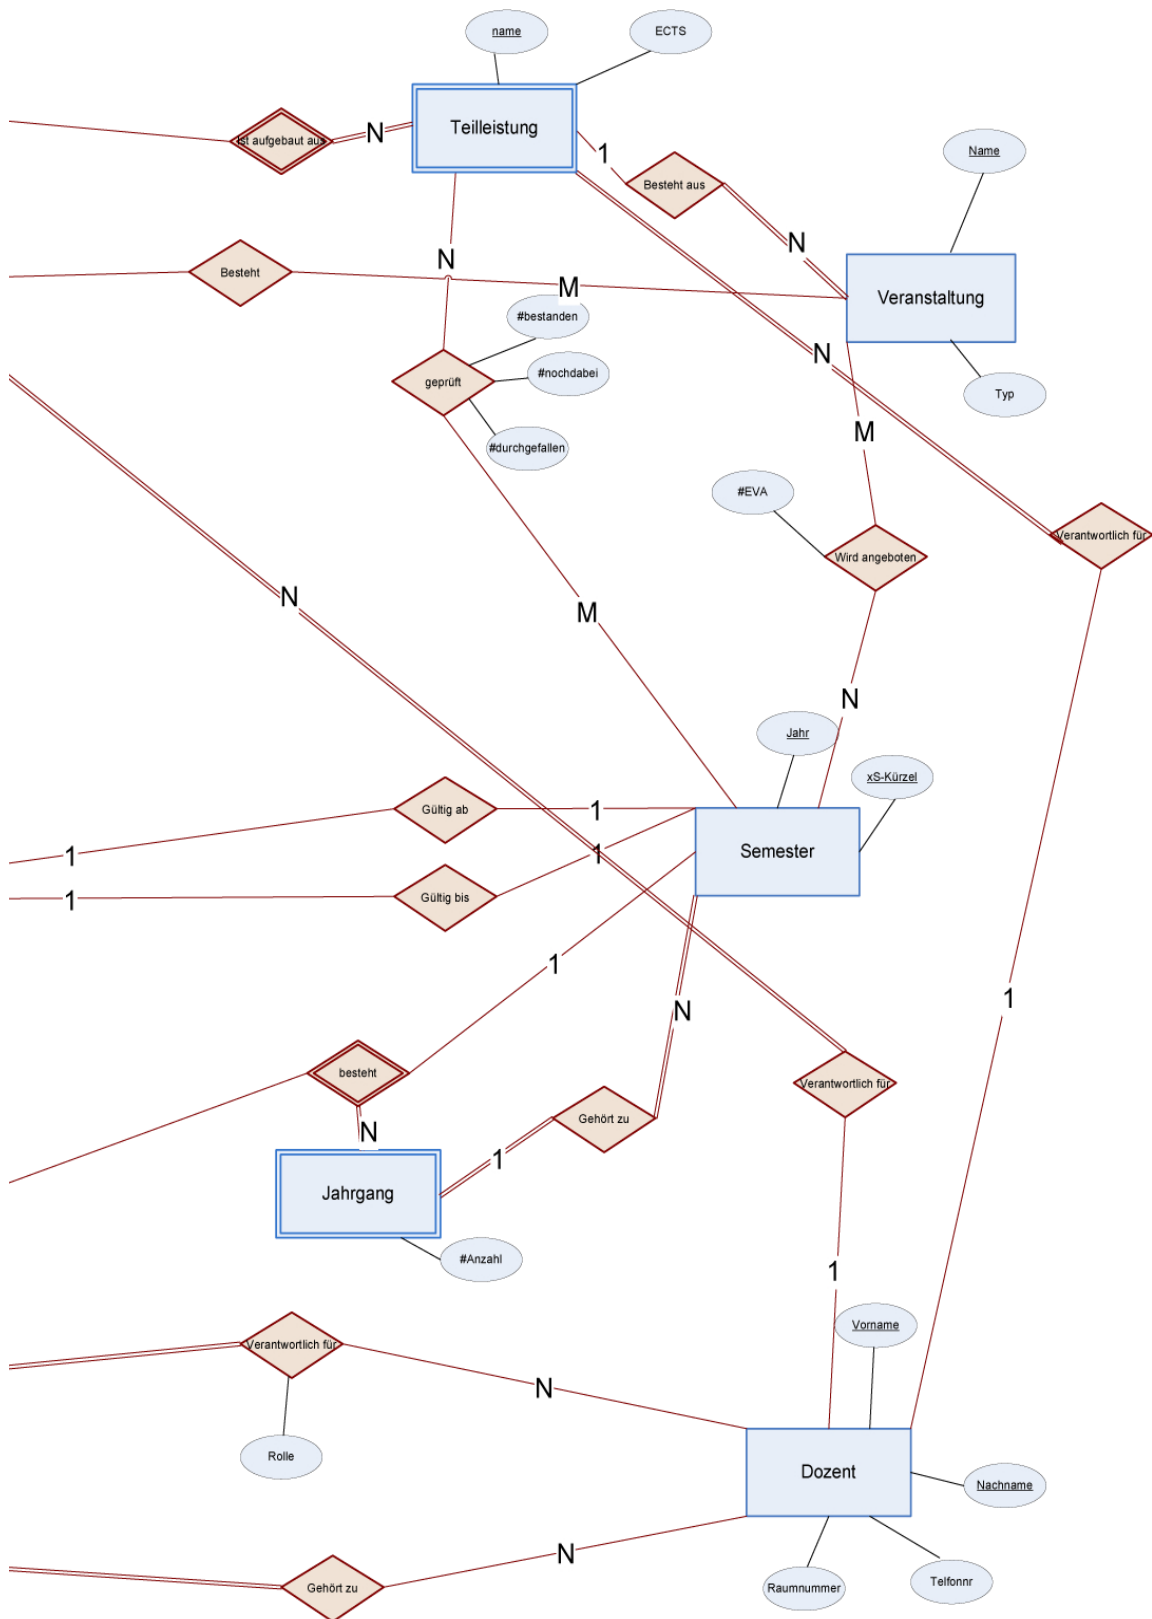 name
ECTS
Ist aufgebaut aus
N
Teilleistung
1
Besteht aus
Name
N
Besteht
M
Veranstaltung
N
#bestanden
#nochdabei
geprüft
#durchgefallen
N
Typ
M
#EVA
Wird angeboten
Verantwortlich für
N
M
N
Jahr
xS-Kürzel
Gültig ab
1
1
Semester
1
Gültig bis
1
1
N
1
besteht
Verantwortlich für
Gehört zu
N
1
Jahrgang
#Anzahl
1
Vorname
Verantwortlich für
N
Rolle
Dozent
Nachname
N
Gehört zu
Raumnummer
Telfonnr